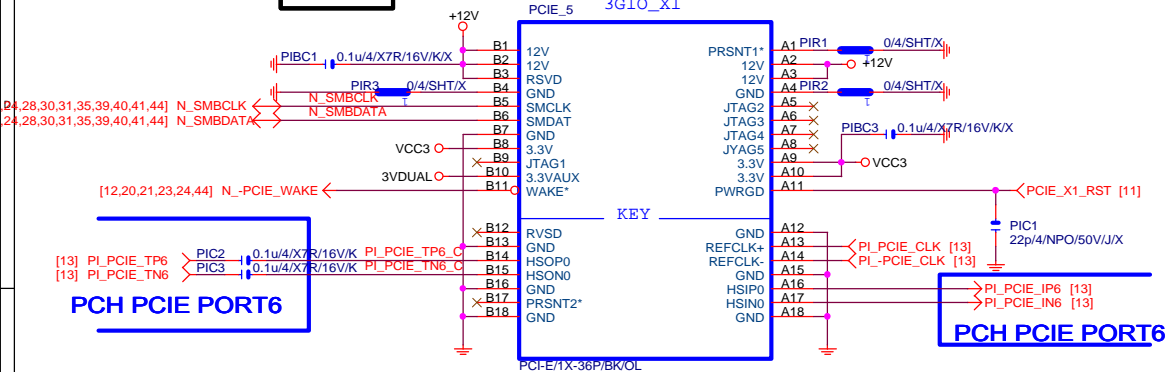 PCIE_5 3GIO_X1
+12V
PIBC1 0.1u/4/X7R/16V/K/X
B1 12V
B2 12V
B3 RSVD
PIR3 0/4/SHT/X
1
B4 GND
,24,28,30,31,35,39,40,41,44] N_SMBCLK N_SMBCLK B5 SMCLK
,24,28,30,31,35,39,40,41,44] N_SMBDATA N_SMBDATA B6 SMDAT
B7 GND
VCC3 B8 3.3V
B9 JTAG1
3VDUAL B10 3.3VAUX
[12,20,21,23,24,44] N_-PCIE_WAKE B11 WAKE*
KEY
B12 RVSD
B13 GND
[13] PI_PCIE_TP6 PIC2 0.1u/4/X7R/16V/K PI_PCIE_TP6_C B14 HSOP0
[13] PI_PCIE_TN6 PIC3 0.1u/4/X7R/16V/K PI_PCIE_TN6_C B15 HSON0
B16 GND
B17 PRSNT2*
B18 GND
PCH PCIE PORT6
PRSNT1* A1 PIR1 0/4/SHT/X
1
12V A2 +12V
12V A3
GND A4 PIR2 0/4/SHT/X
1
JTAG2 A5
JTAG3 A6
JTAG4 A7
JYAG5 A8
PIBC3 0.1u/4/X7R/16V/K/X
3.3V A9 VCC3
3.3V A10
PWRGD A11 PCIE_X1_RST [11]
PIC1
22p/4/NPO/50V/J/X
GND A12
REFCLK+ A13 PI_PCIE_CLK [13]
REFCLK- A14 PI_-PCIE_CLK [13]
GND A15
HSIP0 A16 PI_PCIE_IP6 [13]
HSIN0 A17 PI_PCIE_IN6 [13]
GND A18
PCH PCIE PORT6
PCI-E/1X-36P/BK/OL